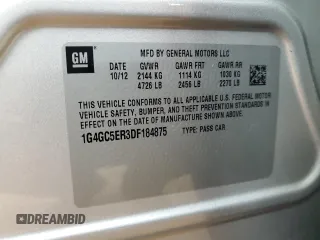 GM
MFD BY GENERAL MOTORS LLC
10/12 GVWR GAWR FRT GAWR RR
2144 KG 1114 KG 1030 KG
4726 LB 2456 LB 2270 LB
THIS VEHICLE CONFORMS TO ALL APPLICABLE U.S. FEDERAL MOTOR
VEHICLE SAFETY, BUMPER, AND THEFT PREVENTION STANDARDS
IN EFFECT ON THE DATE OF MANUFACTURE SHOWN ABOVE.
1G4GC5ER3DF184875 TYPE: PASS CAR
DREAMBID